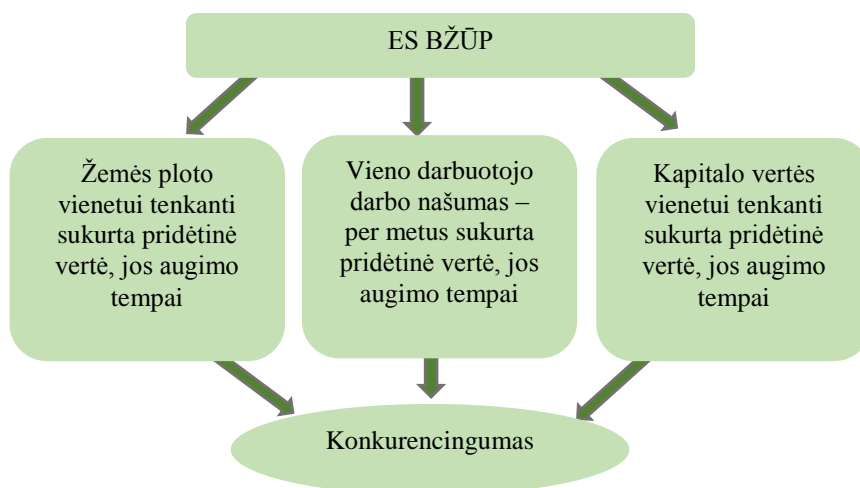 ES BŽŪP
Žemės ploto
vienetui tenkanti
sukurta pridėtinė
vertė, jos augimo
tempai
Vieno darbuotojo
darbo našumas –
per metus sukurta
pridėtinė vertė, jos
augimo tempai
Kapitalo vertės
vienetui tenkanti
sukurta pridėtinė
vertė, jos augimo
tempai
Konkurencingumas